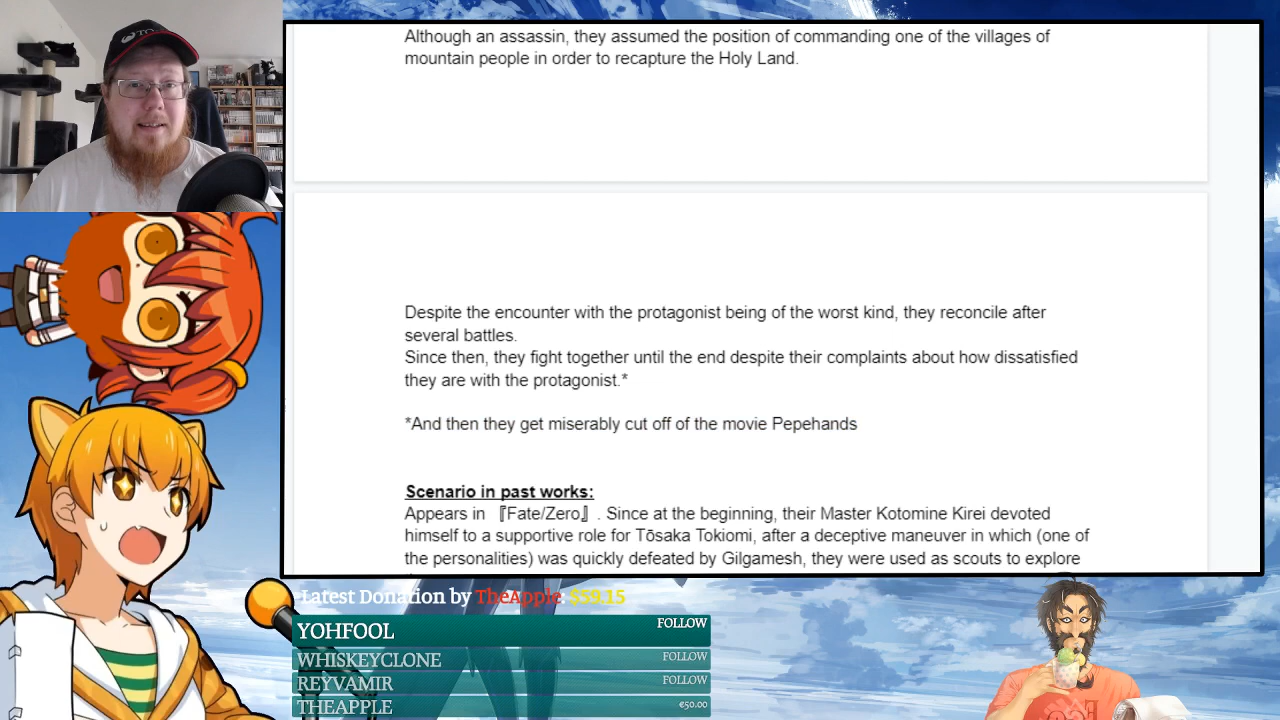 Although an assassin, they assumed the position of commanding one of the villages of
mountain people in order to recapture the Holy Land.
Despite the encounter with the protagonist being of the worst kind, they reconcile after
several battles.
Since then, they fight together until the end despite their complaints about how dissatisfied
they are with the protagonist.*
*And then they get miserably cut off of the movie Pepehands
Scenario in past works:
Appears in 『Fate/Zero』. Since at the beginning, their Master Kotomine Kirei devoted
himself to a supportive role for Tōsaka Tokiomi, after a deceptive maneuver in which (one of
the personalities) was quickly defeated by Gilgamesh, they were used as scouts to explore
Latest Donation by TheApple: $59.15
YOHFOOL FOLLOW
WHISKEYCLONE FOLLOW
REYVAMIR FOLLOW
THEAPPLE €50.00